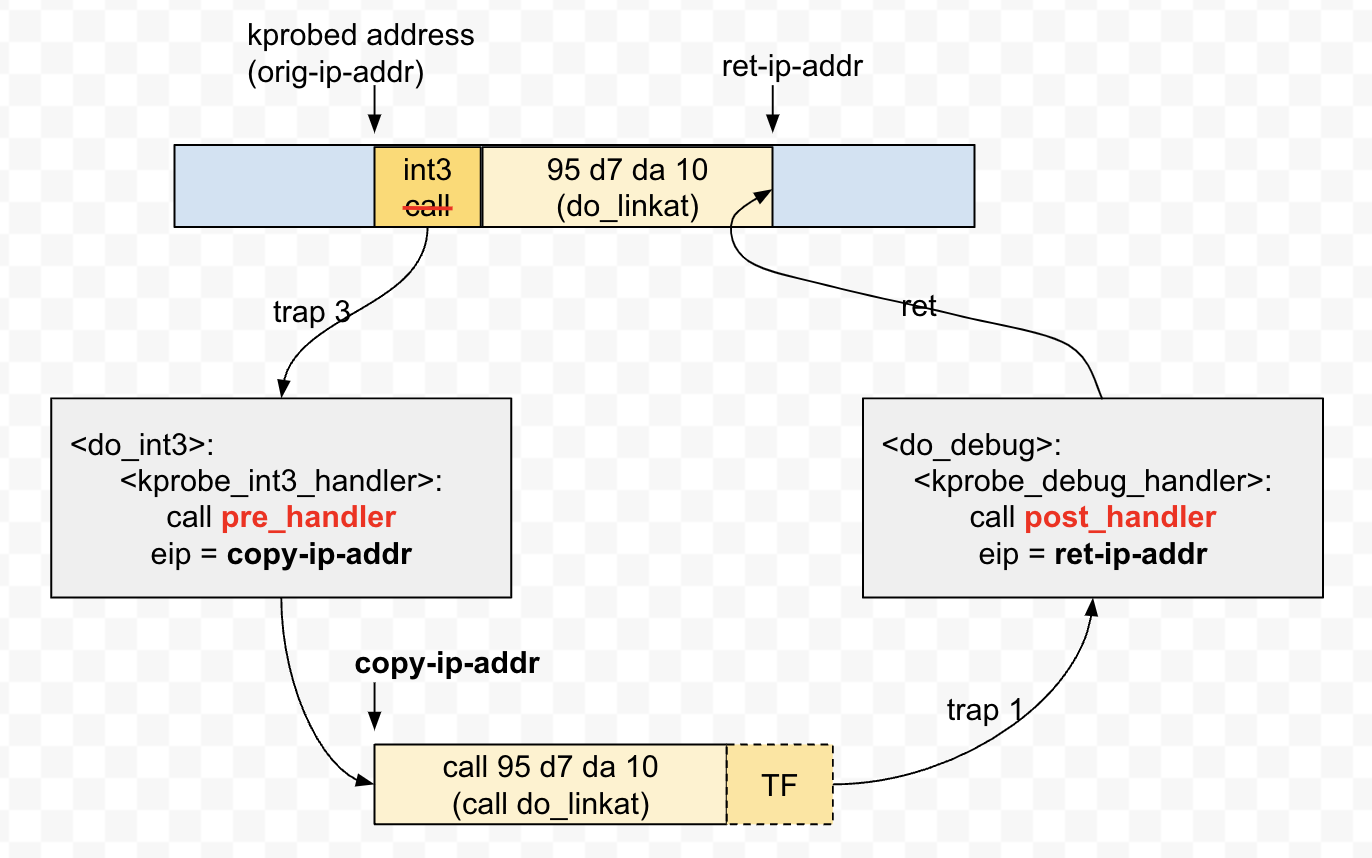 kprobed address
(orig-ip-addr)
ret-ip-addr
int3
call
95 d7 da 10
(do_linkat)
trap 3
ret
<do_int3>:
<kprobe_int3_handler>:
call pre_handler
eip = copy-ip-addr
<do_debug>:
<kprobe_debug_handler>:
call post_handler
eip = ret-ip-addr
copy-ip-addr
call 95 d7 da 10
(call do_linkat)
TF
trap 1